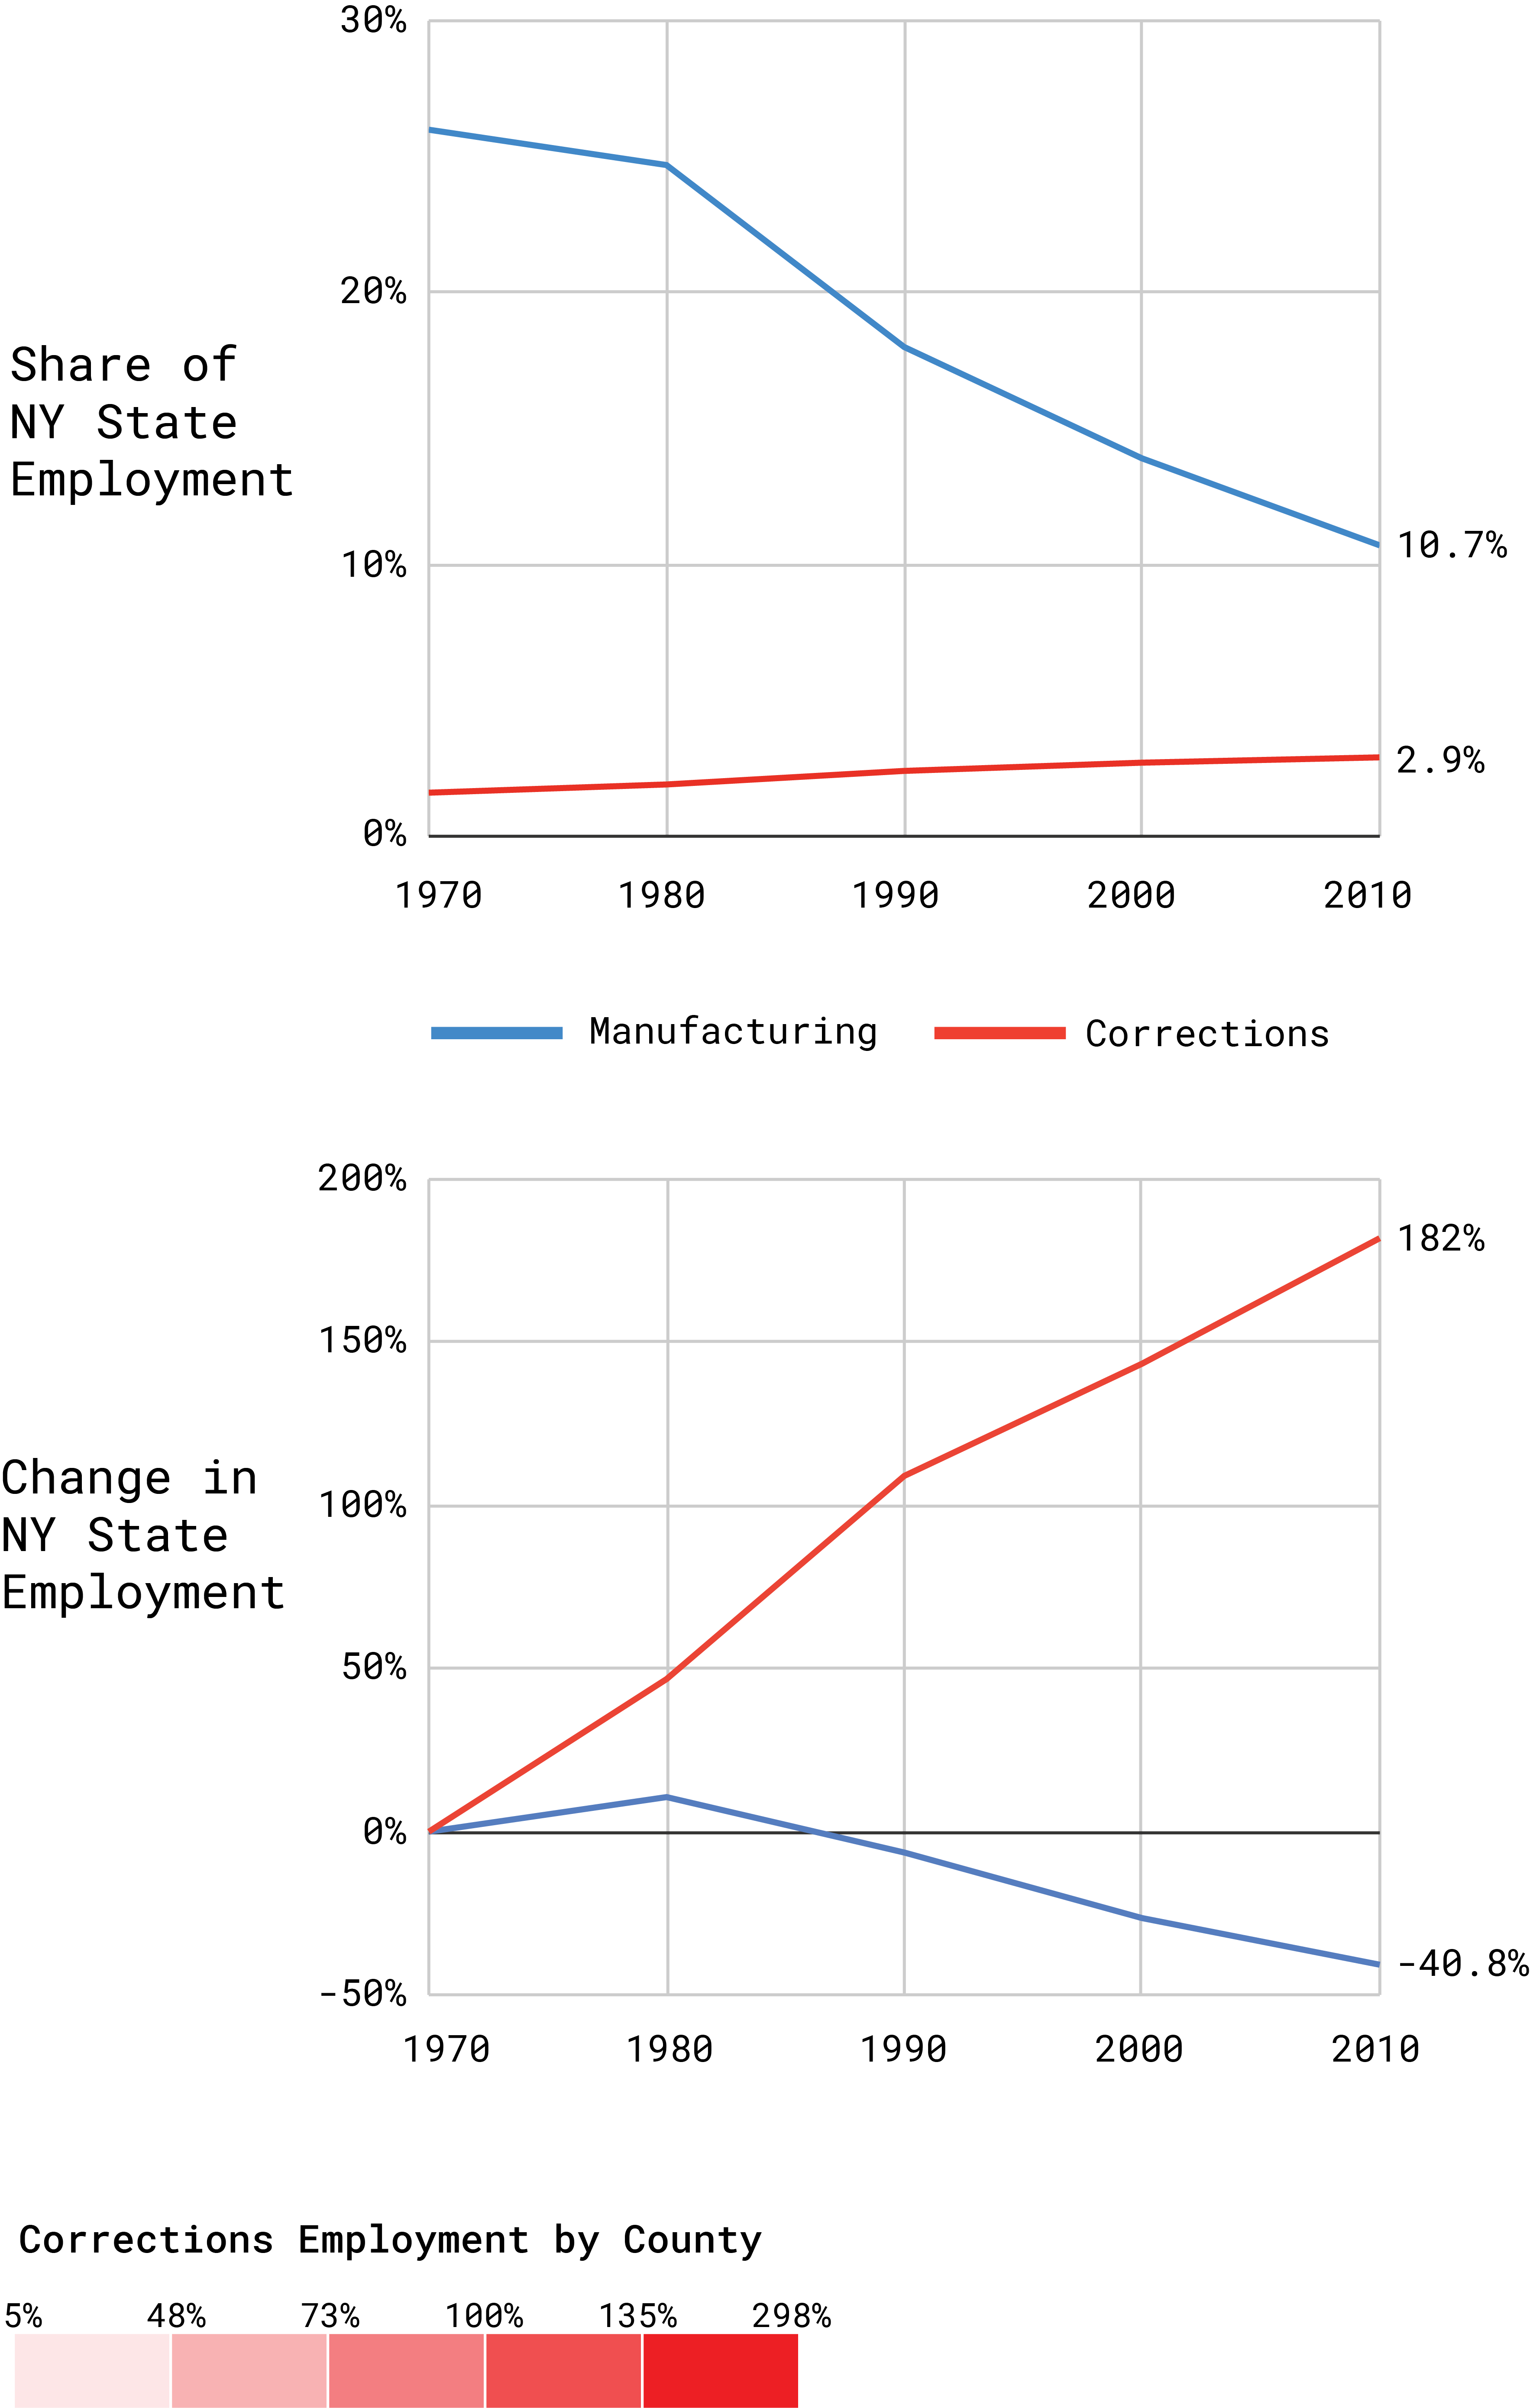 30%
20%
Share of
NY State
Employment
10%
10.7%
2.9%
0%
1970 1980 1990 2000 2010
Manufacturing Corrections
200%
182%
150%
Change in
NY State
Employment
100%
50%
0%
-40.8%
-50%
1970 1980 1990 2000 2010
Corrections Employment by County
5% 48% 73% 100% 135% 298%